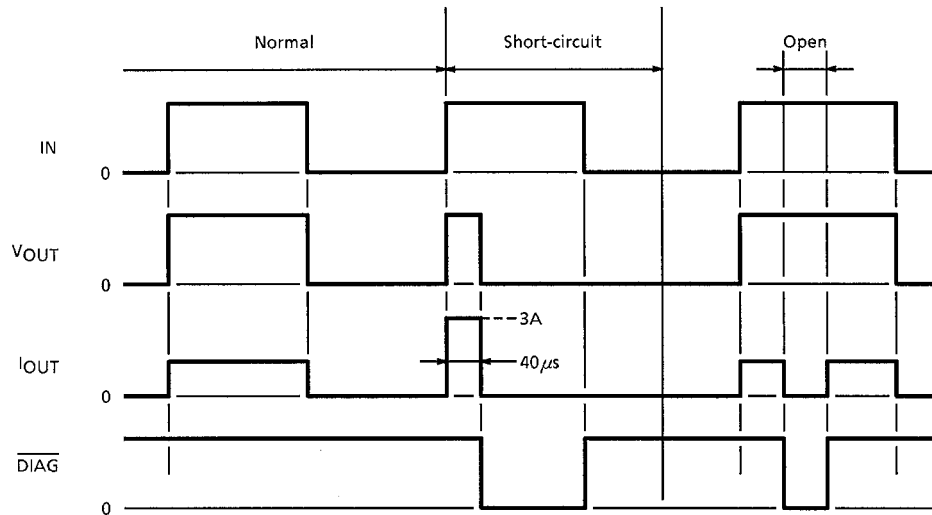 Normal
Short-circuit
Open
IN
0
VOUT
0
3A
IOUT
40μs
0
DIAG
0